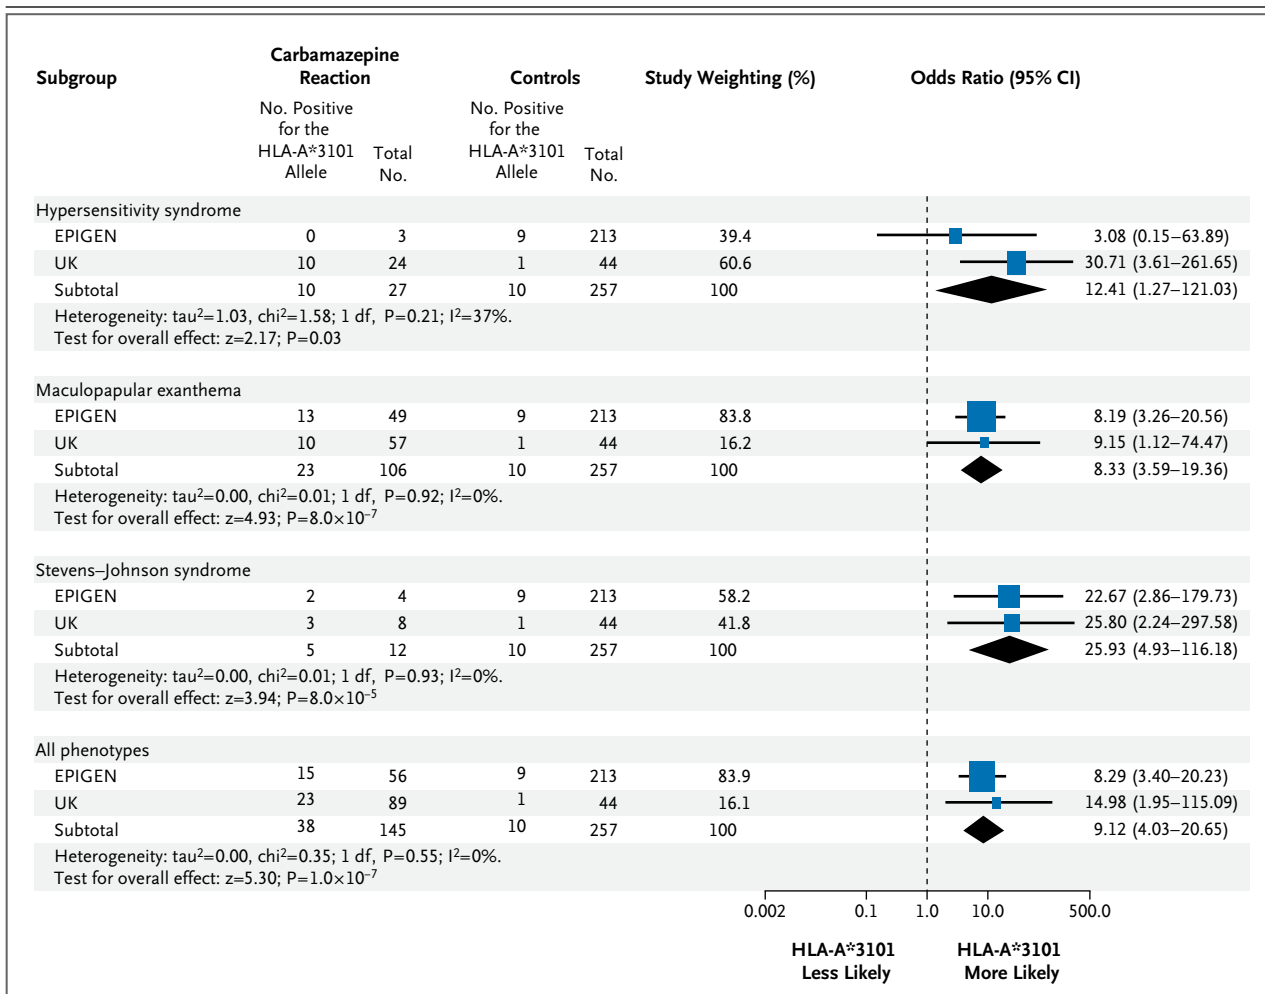 Subgroup Carbamazepine Reaction Controls Study Weighting (%) Odds Ratio (95% CI)
No. Positive for the HLA-A*3101 Allele Total No. No. Positive for the HLA-A*3101 Allele Total No.
Hypersensitivity syndrome
EPIGEN 0 3 9 213 39.4 3.08 (0.15–63.89)
UK 10 24 1 44 60.6 30.71 (3.61–261.65)
Subtotal 10 27 10 257 100 12.41 (1.27–121.03)
Heterogeneity: tau²=1.03, chi²=1.58; 1 df, P=0.21; I²=37%.
Test for overall effect: z=2.17; P=0.03
Maculopapular exanthema
EPIGEN 13 49 9 213 83.8 8.19 (3.26–20.56)
UK 10 57 1 44 16.2 9.15 (1.12–74.47)
Subtotal 23 106 10 257 100 8.33 (3.59–19.36)
Heterogeneity: tau²=0.00, chi²=0.01; 1 df, P=0.92; I²=0%.
Test for overall effect: z=4.93; P=8.0×10⁻⁷
Stevens–Johnson syndrome
EPIGEN 2 4 9 213 58.2 22.67 (2.86–179.73)
UK 3 8 1 44 41.8 25.80 (2.24–297.58)
Subtotal 5 12 10 257 100 25.93 (4.93–116.18)
Heterogeneity: tau²=0.00, chi²=0.01; 1 df, P=0.93; I²=0%.
Test for overall effect: z=3.94; P=8.0×10⁻⁵
All phenotypes
EPIGEN 15 56 9 213 83.9 8.29 (3.40–20.23)
UK 23 89 1 44 16.1 14.98 (1.95–115.09)
Subtotal 38 145 10 257 100 9.12 (4.03–20.65)
Heterogeneity: tau²=0.00, chi²=0.35; 1 df, P=0.55; I²=0%.
Test for overall effect: z=5.30; P=1.0×10⁻⁷
0.002 0.1 1.0 10.0 500.0
HLA-A*3101 HLA-A*3101
Less Likely More Likely